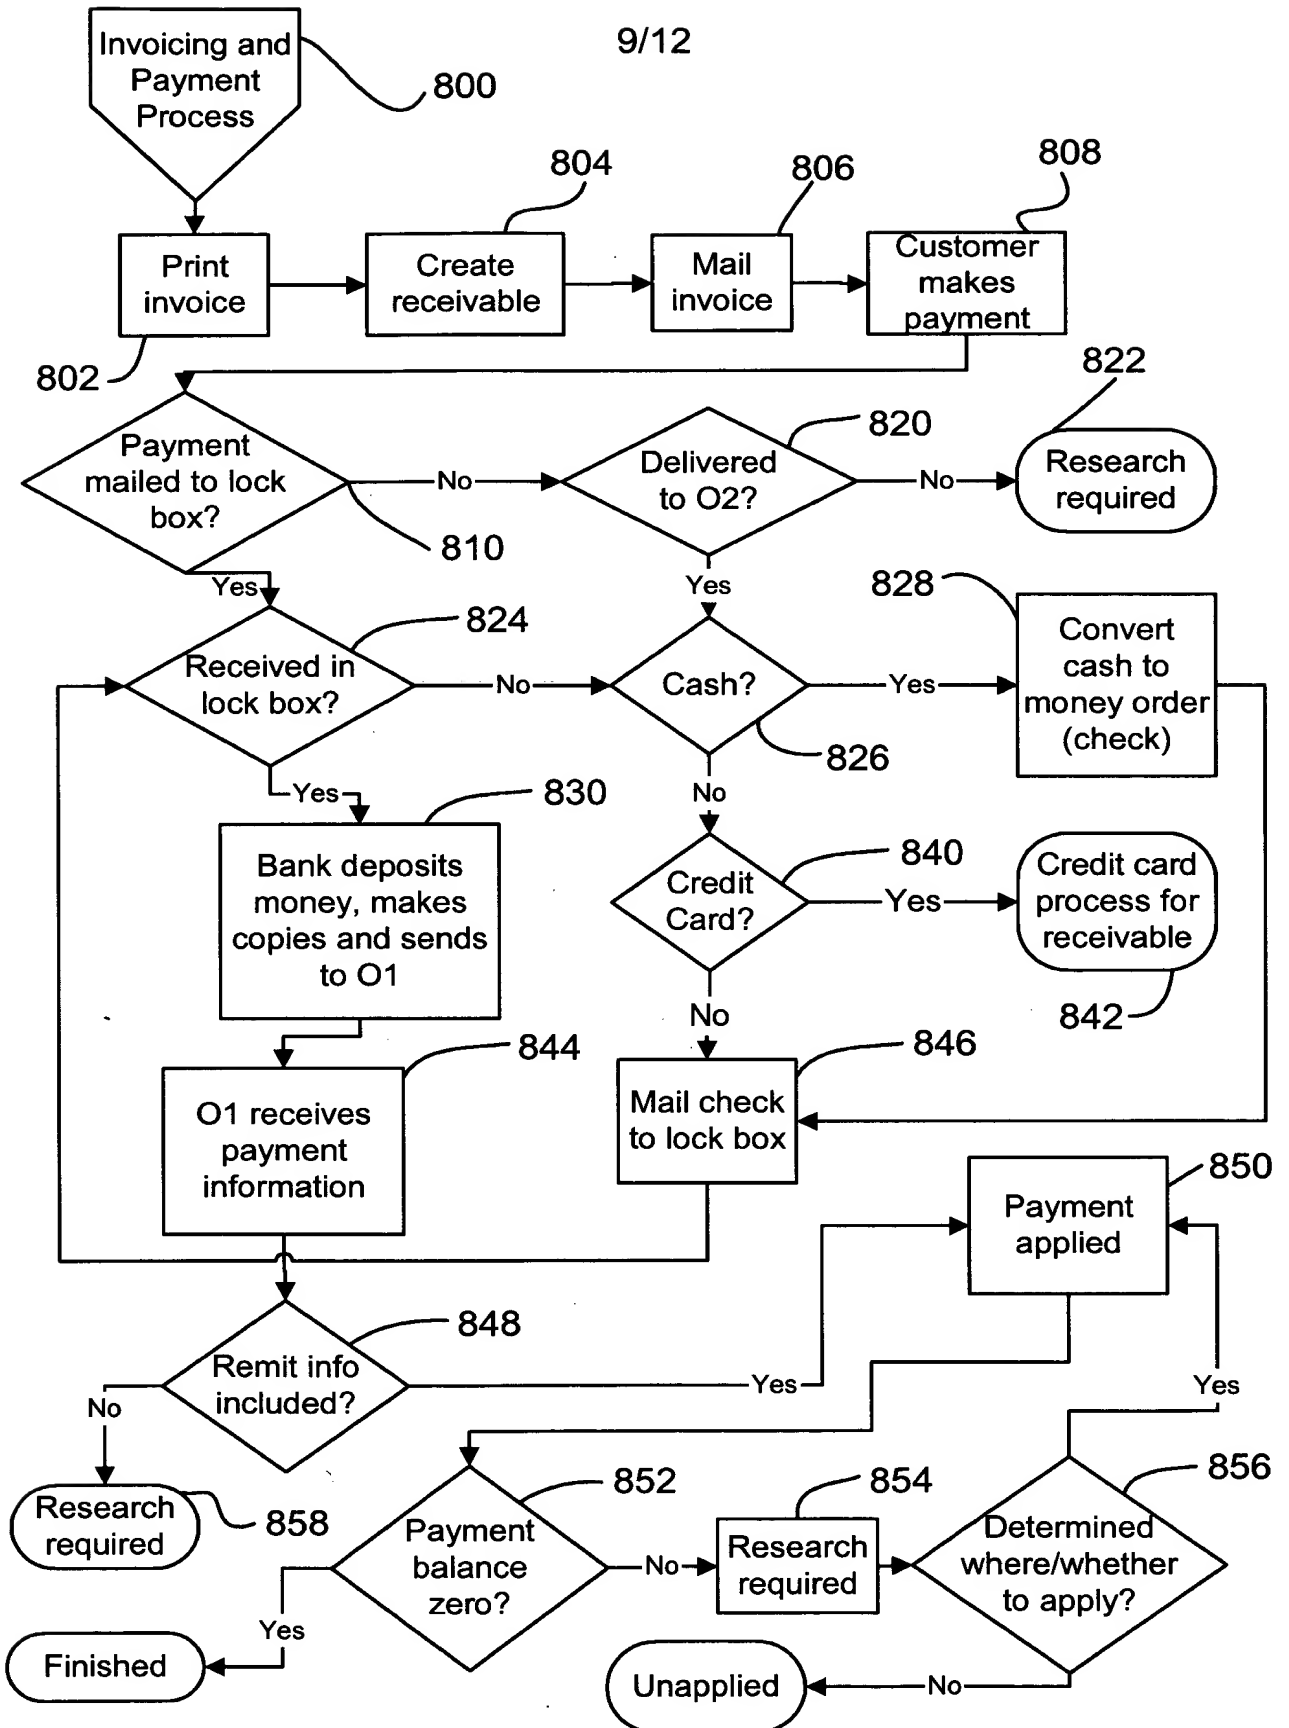 9/12
Invoicing and
Payment
Process
800
804
806
808
Print
invoice
Create
receivable
Mail
invoice
Customer
makes
payment
802
822
820
Payment
mailed to lock
box?
No
Delivered
to O2?
No
Research
required
810
Yes
Yes
828
824
Received in
lock box?
No
Cash?
Yes
Convert
cash to
money order
(check)
826
Yes
830
No
Bank deposits
money, makes
copies and sends
to O1
840
Credit
Card?
Yes
Credit card
process for
receivable
842
No
844
846
O1 receives
payment
information
Mail check
to lock box
850
Payment
applied
848
Remit info
included?
Yes
Yes
No
852
854
856
Research
required
858
Payment
balance
zero?
No
Research
required
Determined
where/whether
to apply?
Yes
Finished
Unapplied
No